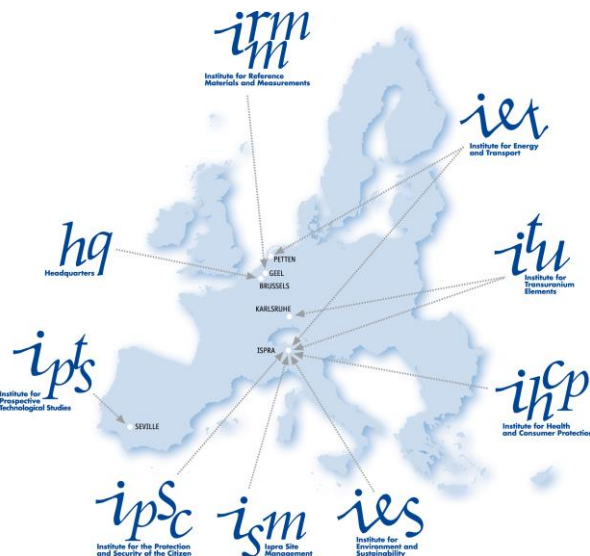 irmm
Institute for Reference
Materials and Measurements
iet
Institute for Energy
and Transport
hq
Headquarters
PETTEN
GEEL
BRUSSELS
itu
Institute for
Transuranium
Elements
KARLSRUHE
ISPRA
ipts
Institute for
Prospective
Technological Studies
SEVILLE
ihcp
Institute for Health
and Consumer Protection
ipsc
Institute for the Protection
and Security of the Citizen
ism
Ispra Site
Management
ies
Institute for
Environment and
Sustainability